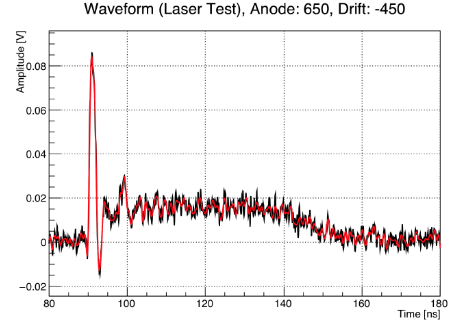 Waveform (Laser Test), Anode: 650, Drift: -450
Amplitude [V]
0.08
0.06
0.04
0.02
0
−0.02
80 100 120 140 160 180
Time [ns]